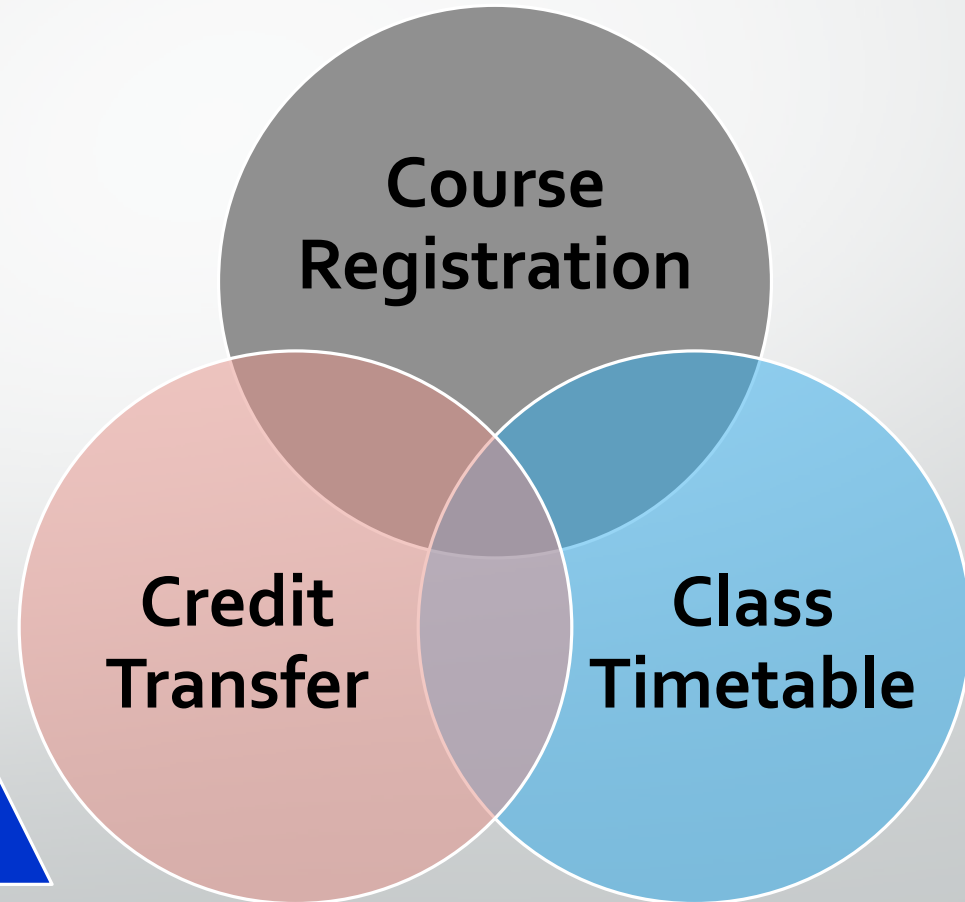 Course
Registration
Credit
Transfer
Class
Timetable